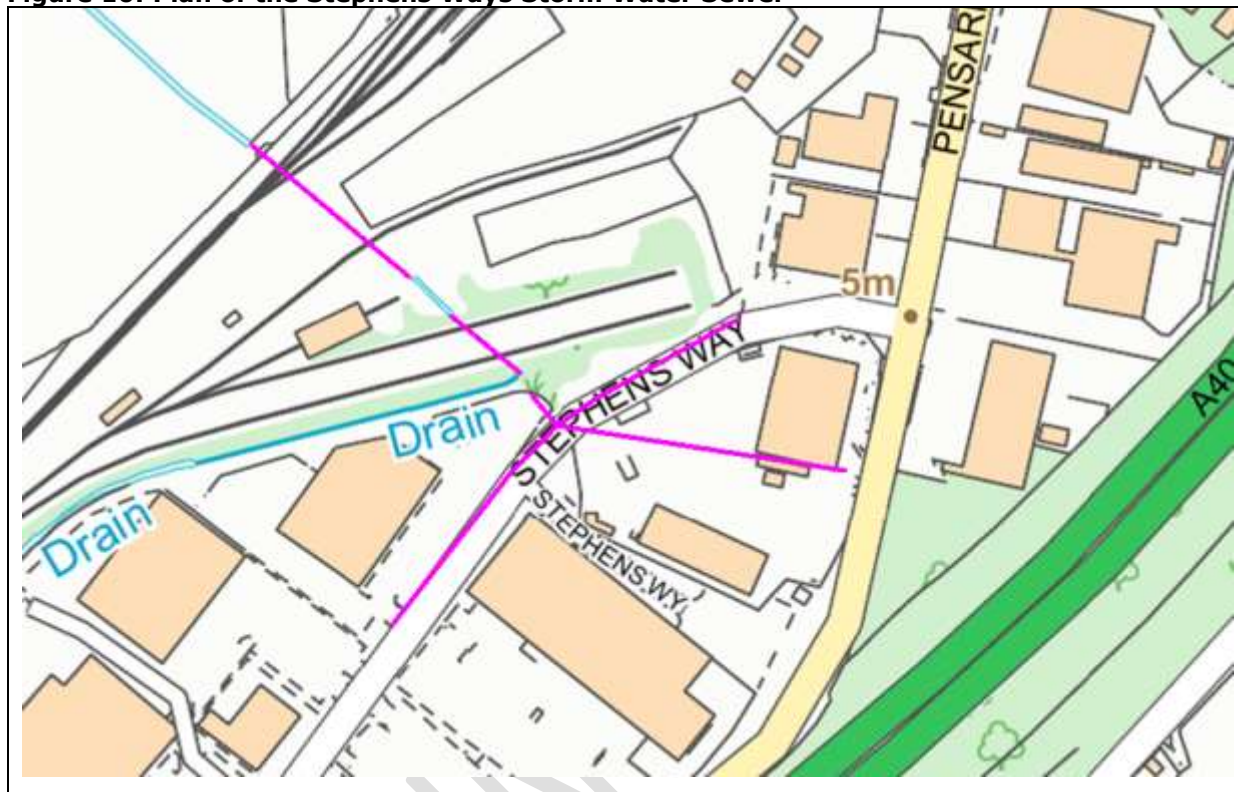 Figure 10: Plan of the Stephens Ways Storm Water Sewer
PENSARN
5m
STEPHENS WAY
A40
Drain
STEPHENS WY
Drain